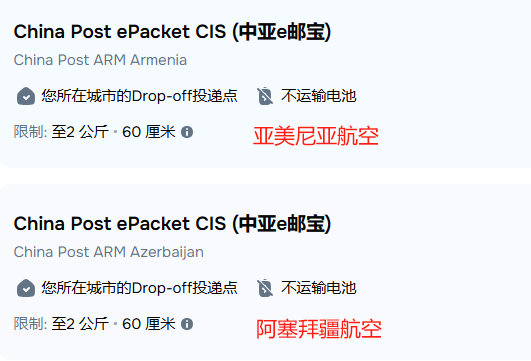 China Post ePacket CIS (中亚e邮宝)
China Post ARM Armenia
您所在城市的Drop-off投递点 不运输电池
限制: 至2 公斤 • 60 厘米
亚美尼亚航空
China Post ePacket CIS (中亚e邮宝)
China Post ARM Azerbaijan
您所在城市的Drop-off投递点 不运输电池
限制: 至2 公斤 • 60 厘米
阿塞拜疆航空